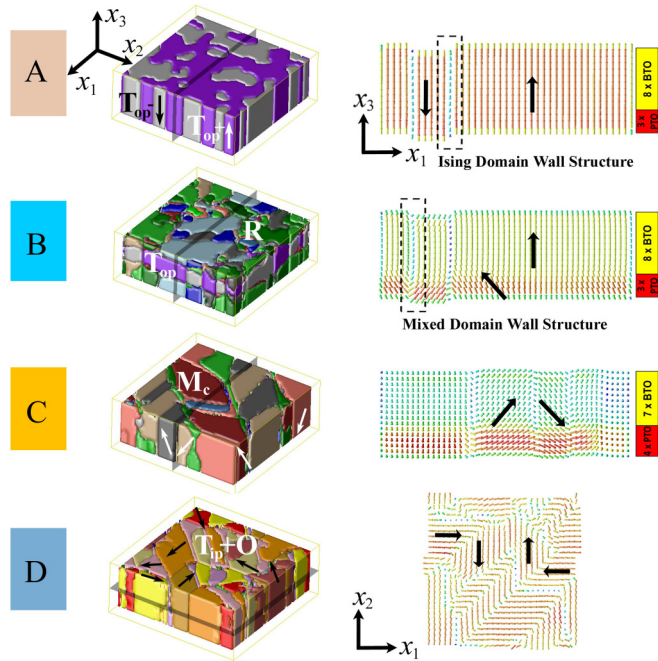 A
x3
x2
x1
Top-
Top+
x3
x1
8 x BTO
3 x PTO
Ising Domain Wall Structure
B
R
Top
8 x BTO
3 x PTO
Mixed Domain Wall Structure
C
Mc
7 x BTO
4 x PTO
D
Tip+O
x2
x1